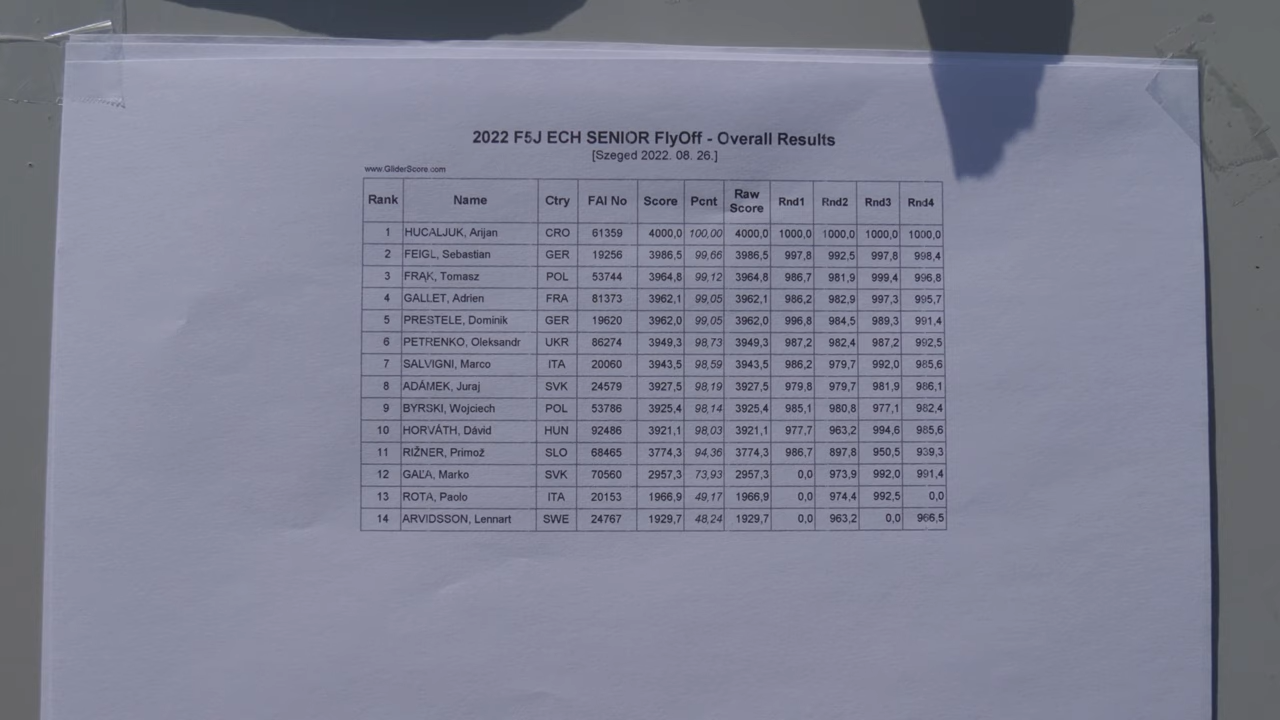 2022 F5J ECH SENIOR FlyOff - Overall Results
[Szeged 2022. 08. 26.]
www.GliderScore.com
Rank Name Ctry FAI No Score Pcnt Raw Score Rnd1 Rnd2 Rnd3 Rnd4
1 HUCALJUK, Arijan CRO 61359 4000,0 100,00 4000,0 1000,0 1000,0 1000,0 1000,0
2 FEIGL, Sebastian GER 19256 3986,5 99,66 3986,5 997,8 992,5 997,8 998,4
3 FRĄK, Tomasz POL 53744 3964,8 99,12 3964,8 986,7 981,9 999,4 996,8
4 GALLET, Adrien FRA 81373 3962,1 99,05 3962,1 986,2 982,9 997,3 995,7
5 PRESTELE, Dominik GER 19620 3962,0 99,05 3962,0 996,8 984,5 989,3 991,4
6 PETRENKO, Oleksandr UKR 86274 3949,3 98,73 3949,3 987,2 982,4 987,2 992,5
7 SALVIGNI, Marco ITA 20060 3943,5 98,59 3943,5 986,2 979,7 992,0 985,6
8 ADÁMEK, Juraj SVK 24579 3927,5 98,19 3927,5 979,8 979,7 981,9 986,1
9 BYRSKI, Wojciech POL 53786 3925,4 98,14 3925,4 985,1 980,8 977,1 982,4
10 HORVÁTH, Dávid HUN 92486 3921,1 98,03 3921,1 977,7 963,2 994,6 985,6
11 RIŽNER, Primož SLO 68465 3774,3 94,36 3774,3 986,7 897,8 950,5 939,3
12 GAĽA, Marko SVK 70560 2957,3 73,93 2957,3 0,0 973,9 992,0 991,4
13 ROTA, Paolo ITA 20153 1966,9 49,17 1966,9 0,0 974,4 992,5 0,0
14 ARVIDSSON, Lennart SWE 24767 1929,7 48,24 1929,7 0,0 963,2 0,0 966,5